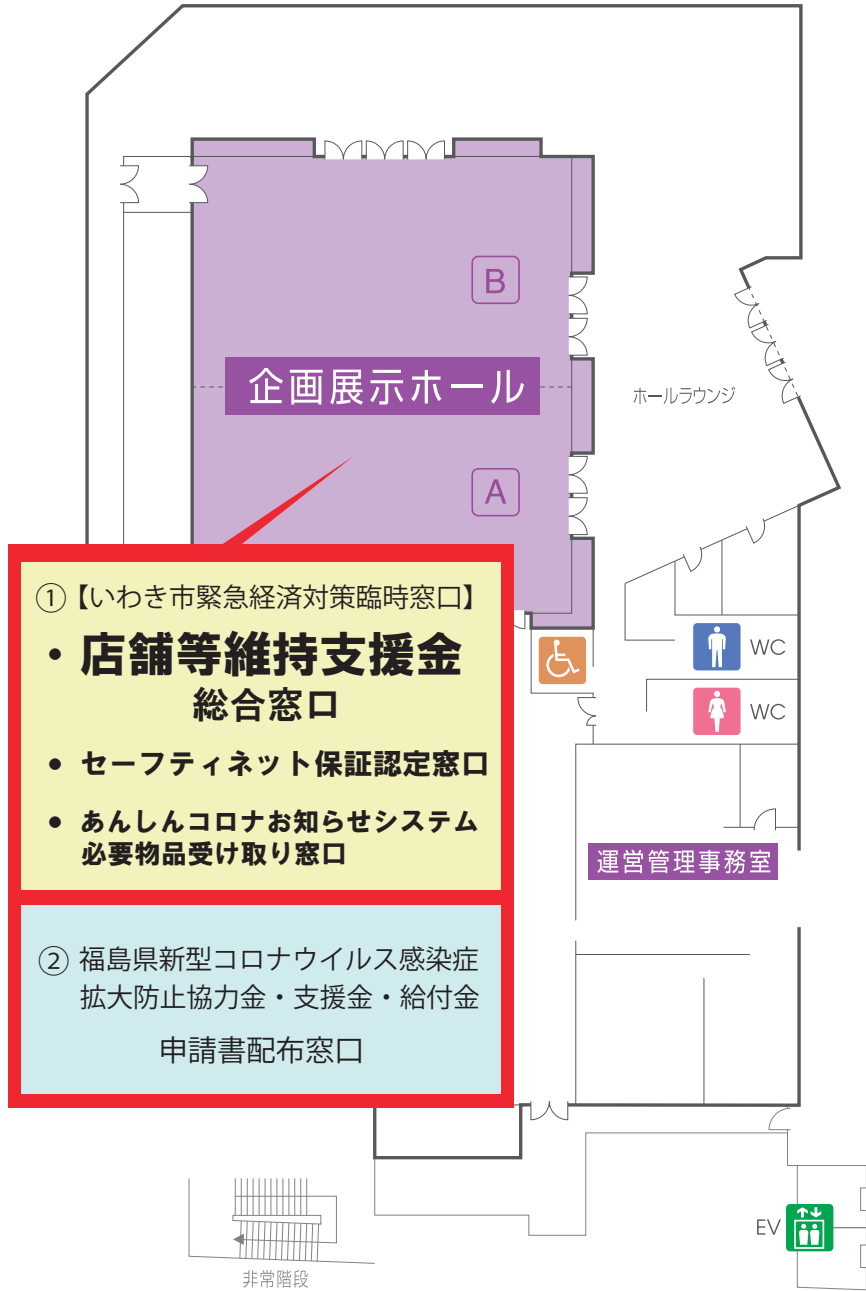 B
企画展示ホール
ホールラウンジ
A
①【いわき市緊急経済対策臨時窓口】
・店舗等維持支援金
総合窓口
• セーフティネット保証認定窓口
• あんしんコロナお知らせシステム
必要物品受け取り窓口
WC
WC
運営管理事務室
② 福島県新型コロナウイルス感染症
拡大防止協力金・支援金・給付金
申請書配布窓口
EV
非常階段